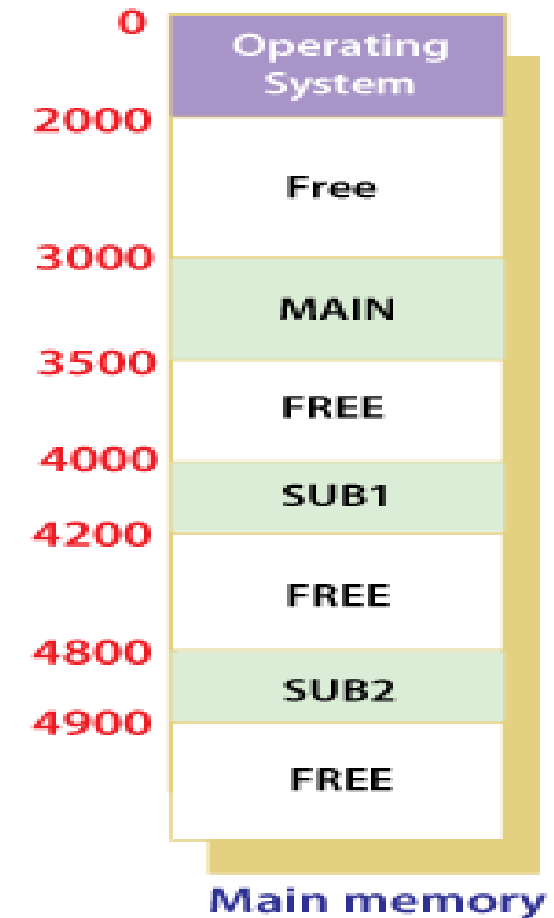 0
Operating
System
2000
Free
3000
MAIN
3500
FREE
4000
SUB1
4200
FREE
4800
SUB2
4900
FREE
Main memory